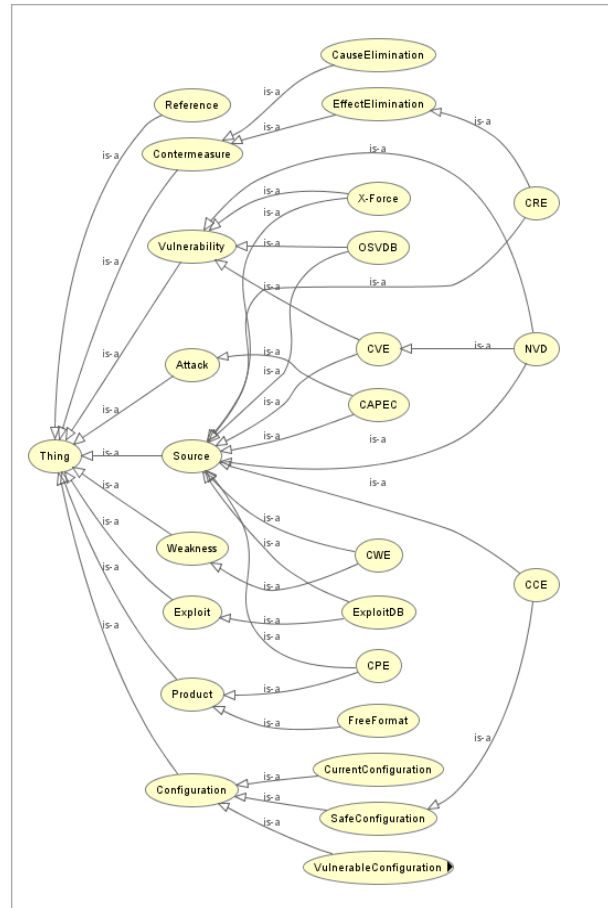 CauseElimination
is-a
Reference
EffectElimination
is-a
is-a
is-a
Contermeasure
is-a
is-a
X-Force
CRE
is-a
is-a
Vulnerability
is-a
OSVDB
is-a
is-a
is-a
is-a
CVE
is-a
NVD
Attack
is-a
is-a
is-a
CAPEC
is-a
is-a
is-a
Thing
is-a
Source
is-a
is-a
is-a
is-a
Weakness
is-a
CWE
is-a
CCE
is-a
Exploit
is-a
ExploitDB
is-a
is-a
CPE
Product
is-a
is-a
FreeFormat
is-a
CurrentConfiguration
is-a
Configuration
is-a
SafeConfiguration
is-a
VulnerableConfiguration